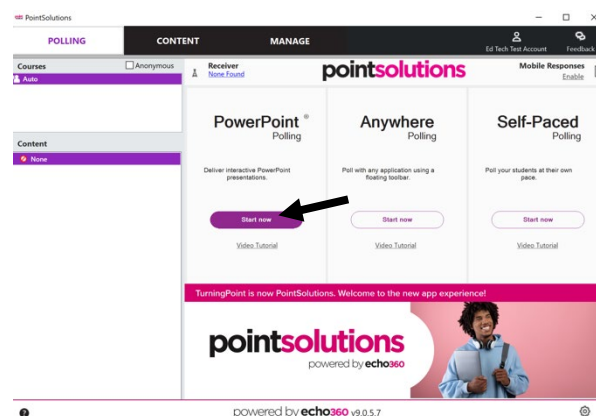 PointSolutions
POLLING CONTENT MANAGE
Ed Tech Test Account Feedback
Courses Anonymous
Auto
Content
None
Receiver
None Found
pointsolutions
Mobile Responses
Enable
PowerPoint ®
Polling
Deliver interactive PowerPoint
presentations.
Start now
Video Tutorial
Anywhere
Polling
Poll with any application using a
floating toolbar.
Start now
Video Tutorial
Self-Paced
Polling
Poll your students at their own
pace.
Start now
Video Tutorial
TurningPoint is now PointSolutions. Welcome to the new app experience!
pointsolutions
powered by echo360
powered by echo360 v9.0.5.7